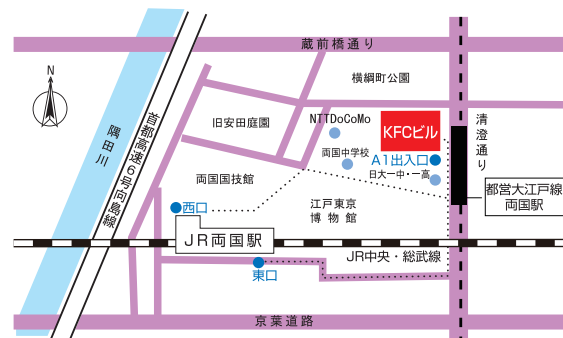 蔵前橋通り
N
横綱町公園
首都高速6号向島線
隅田川
旧安田庭園
NTTDoCoMo
KFCビル
清澄通り
両国中学校
A1出入口
日大一中・一高
両国国技館
都営大江戸線
両国駅
西口
江戸東京
博物館
JR両国駅
JR中央・総武線
東口
京葉道路